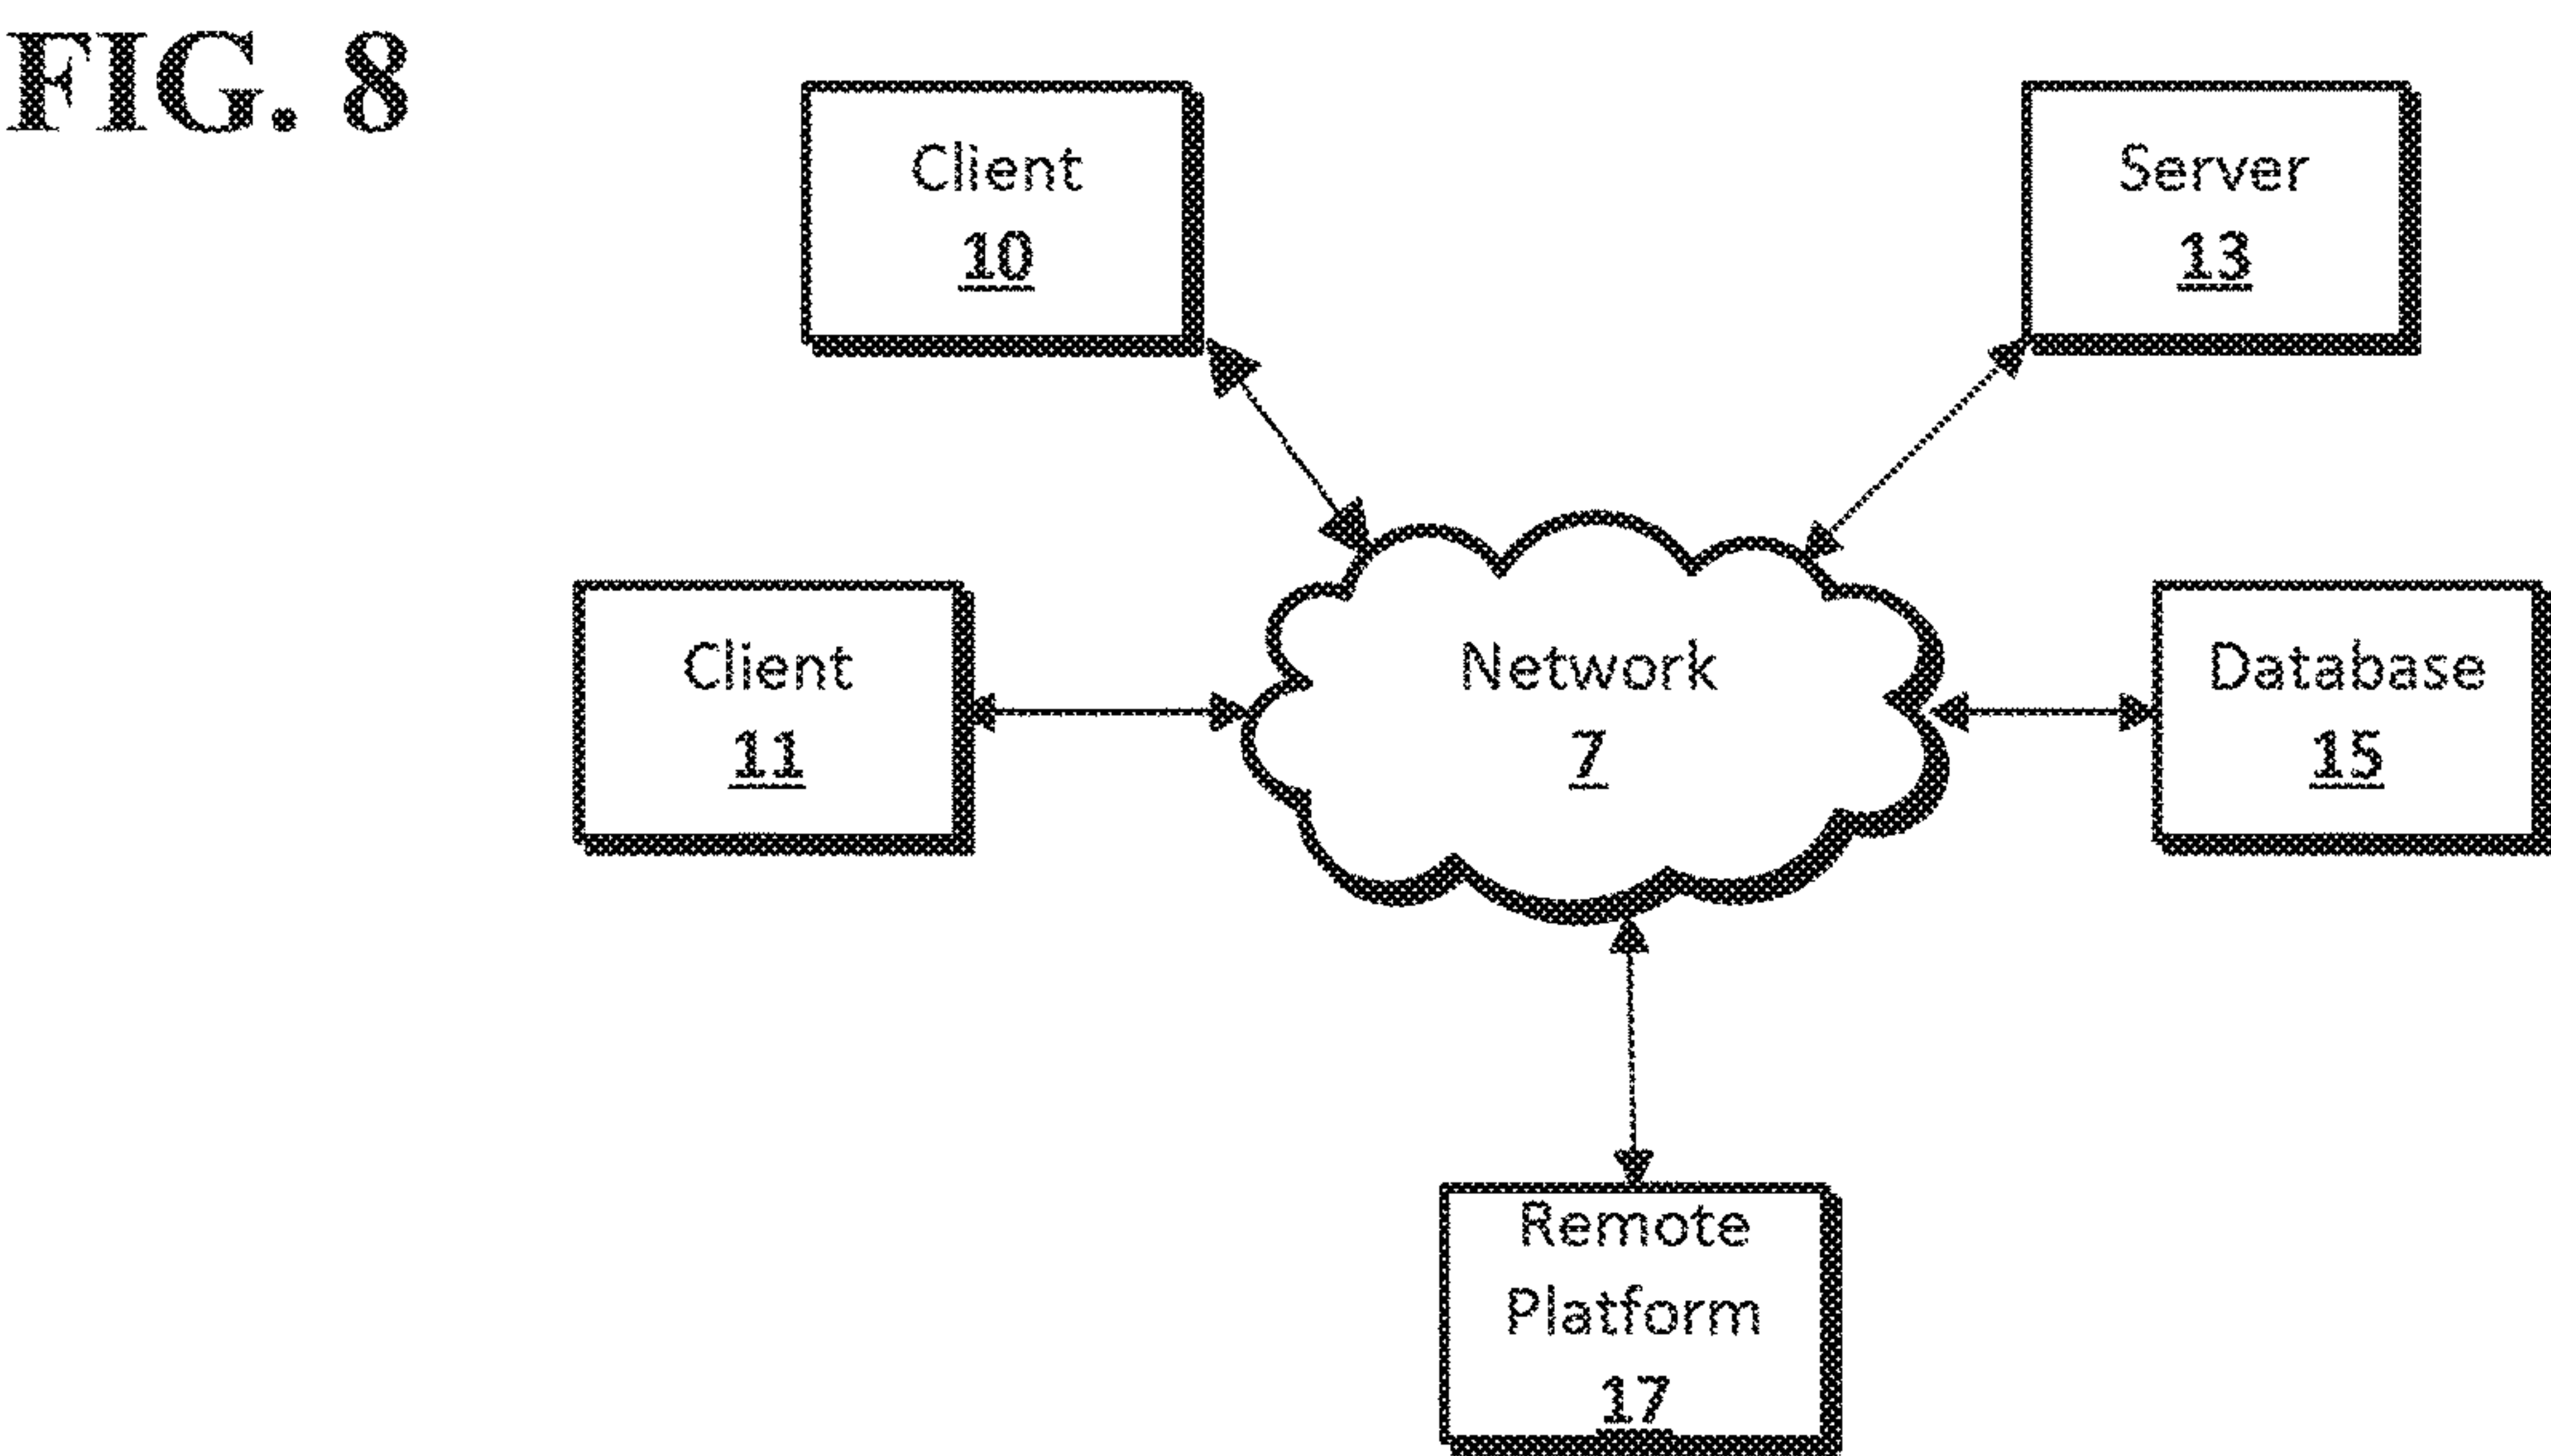 FIG. 8
Client
10
Server
13
Client
11
Network
7
Database
15
Remote
Platform
17